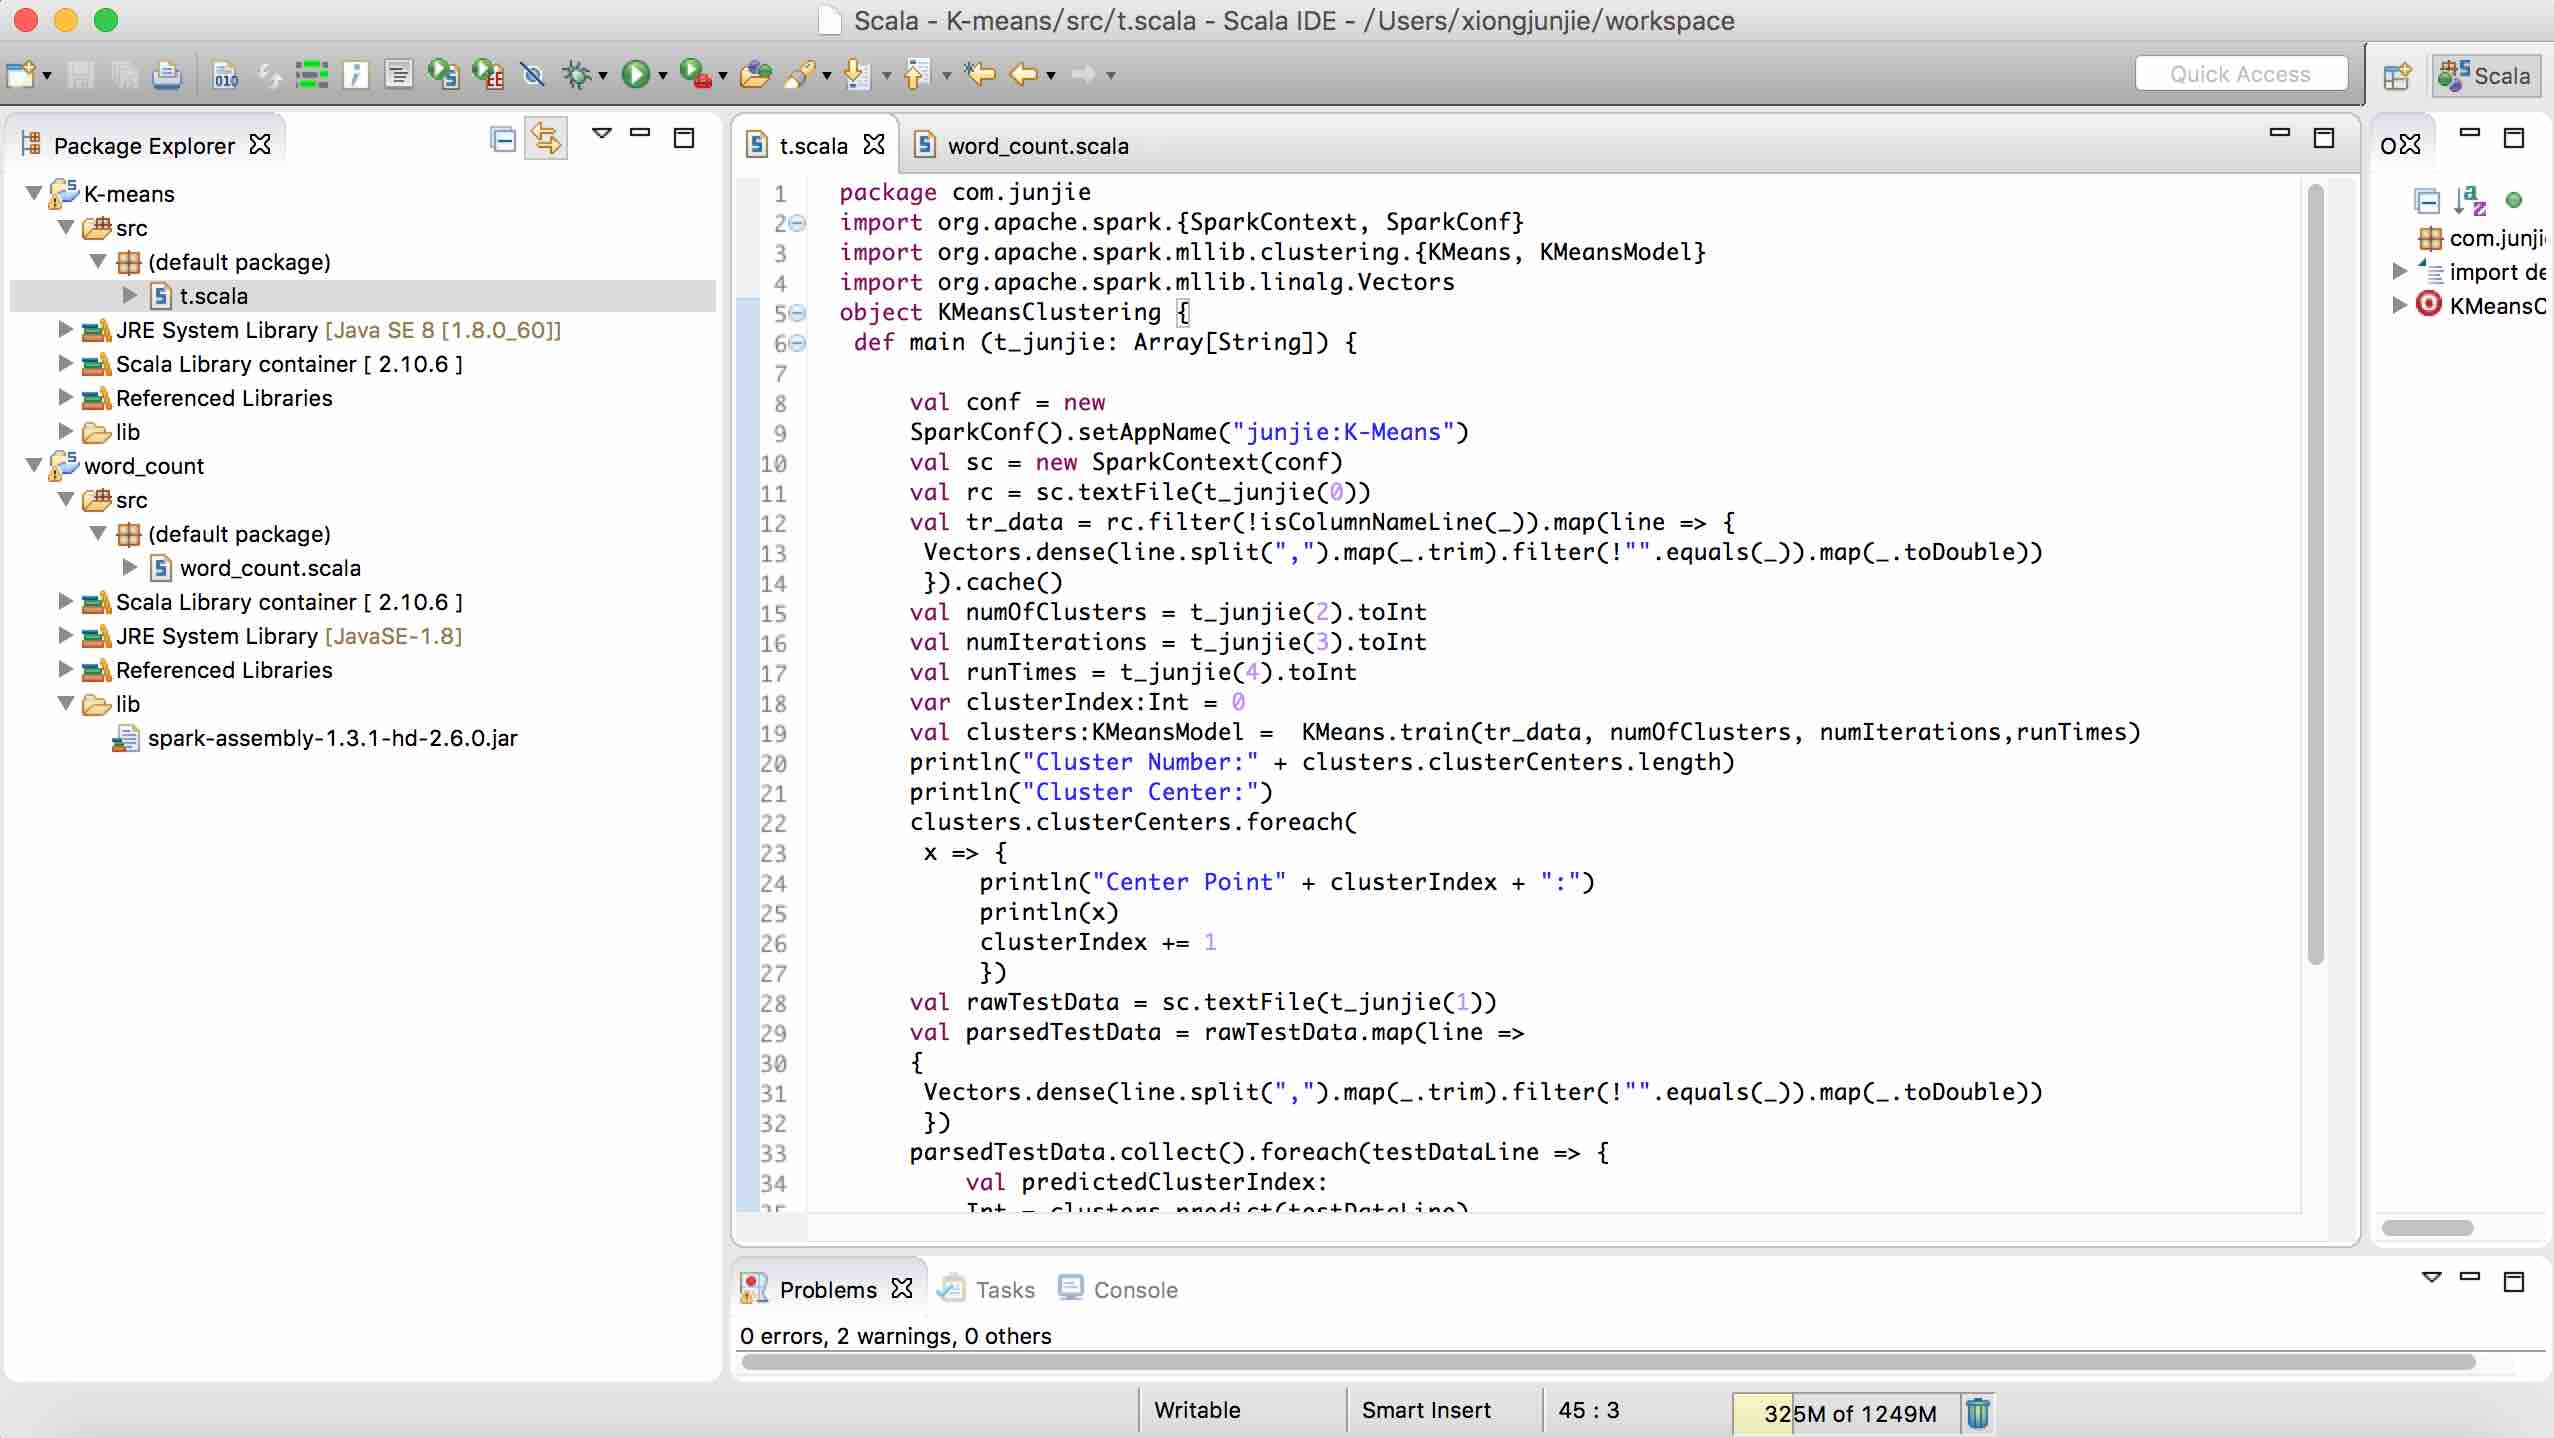 Scala - K-means/src/t.scala - Scala IDE - /Users/xiongjunjie/workspace
Quick Access
Scala
Package Explorer
K-means
src
(default package)
t.scala
JRE System Library [Java SE 8 [1.8.0_60]]
Scala Library container [ 2.10.6 ]
Referenced Libraries
lib
word_count
src
(default package)
word_count.scala
Scala Library container [ 2.10.6 ]
JRE System Library [JavaSE-1.8]
Referenced Libraries
lib
spark-assembly-1.3.1-hd-2.6.0.jar
t.scala
word_count.scala
1 package com.junjie
2 import org.apache.spark.{SparkContext, SparkConf}
3 import org.apache.spark.mllib.clustering.{KMeans, KMeansModel}
4 import org.apache.spark.mllib.linalg.Vectors
5 object KMeansClustering {
6 def main (t_junjie: Array[String]) {
7
8 val conf = new
9 SparkConf().setAppName("junjie:K-Means")
10 val sc = new SparkContext(conf)
11 val rc = sc.textFile(t_junjie(0))
12 val tr_data = rc.filter(!isColumnNameLine(_)).map(line => {
13 Vectors.dense(line.split(",").map(_.trim).filter(!"".equals(_)).map(_.toDouble))
14 }).cache()
15 val numOfClusters = t_junjie(2).toInt
16 val numIterations = t_junjie(3).toInt
17 val runTimes = t_junjie(4).toInt
18 var clusterIndex:Int = 0
19 val clusters:KMeansModel = KMeans.train(tr_data, numOfClusters, numIterations,runTimes)
20 println("Cluster Number:" + clusters.clusterCenters.length)
21 println("Cluster Center:")
22 clusters.clusterCenters.foreach(
23 x => {
24 println("Center Point" + clusterIndex + ":")
25 println(x)
26 clusterIndex += 1
27 })
28 val rawTestData = sc.textFile(t_junjie(1))
29 val parsedTestData = rawTestData.map(line =>
30 {
31 Vectors.dense(line.split(",").map(_.trim).filter(!"".equals(_)).map(_.toDouble))
32 })
33 parsedTestData.collect().foreach(testDataLine => {
34 val predictedClusterIndex:
35 Int = clusters.predict(testDataLine)
O
com.junji
import de
KMeansC
Problems
Tasks
Console
0 errors, 2 warnings, 0 others
Writable
Smart Insert
45 : 3
325M of 1249M